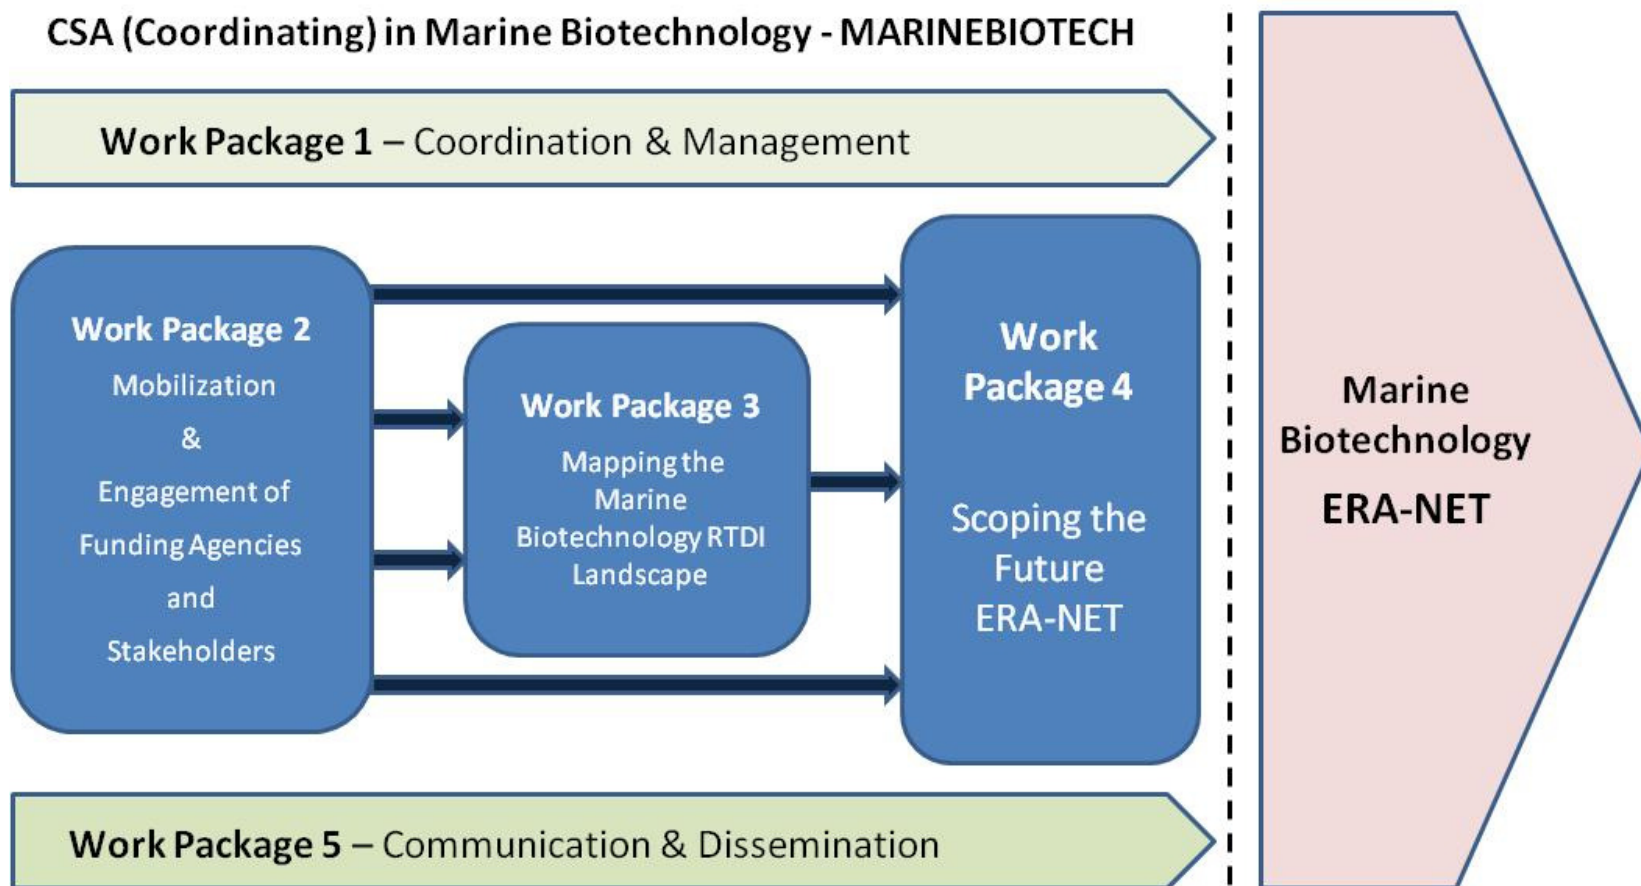 CSA (Coordinating) in Marine Biotechnology - MARINEBIOTECH
Work Package 1 – Coordination & Management
Work Package 2
Mobilization
&
Engagement of
Funding Agencies
and
Stakeholders
Work Package 3
Mapping the
Marine
Biotechnology RTDI
Landscape
Work
Package 4
Scoping the
Future
ERA-NET
Work Package 5 – Communication & Dissemination
Marine
Biotechnology
ERA-NET